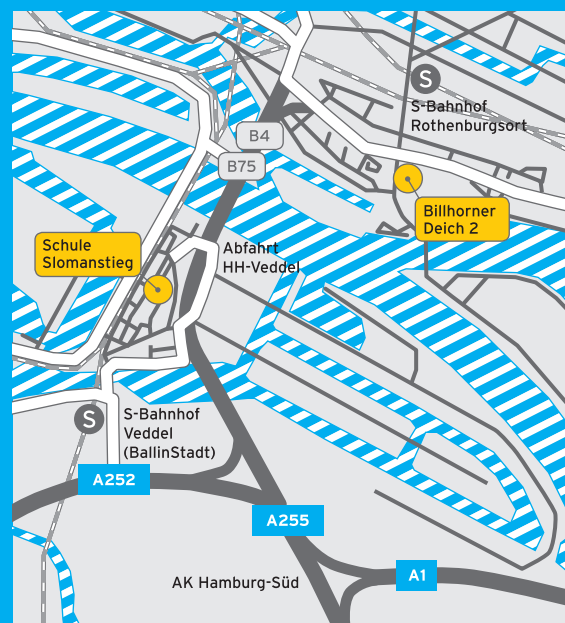 S
S-Bahnhof
Rothenburgsort
B4
B75
Billhorner
Deich 2
Schule
Slomanstieg
Abfahrt
HH-Veddel
S
S-Bahnhof
Veddel
(BallinStadt)
A252
A255
AK Hamburg-Süd
A1